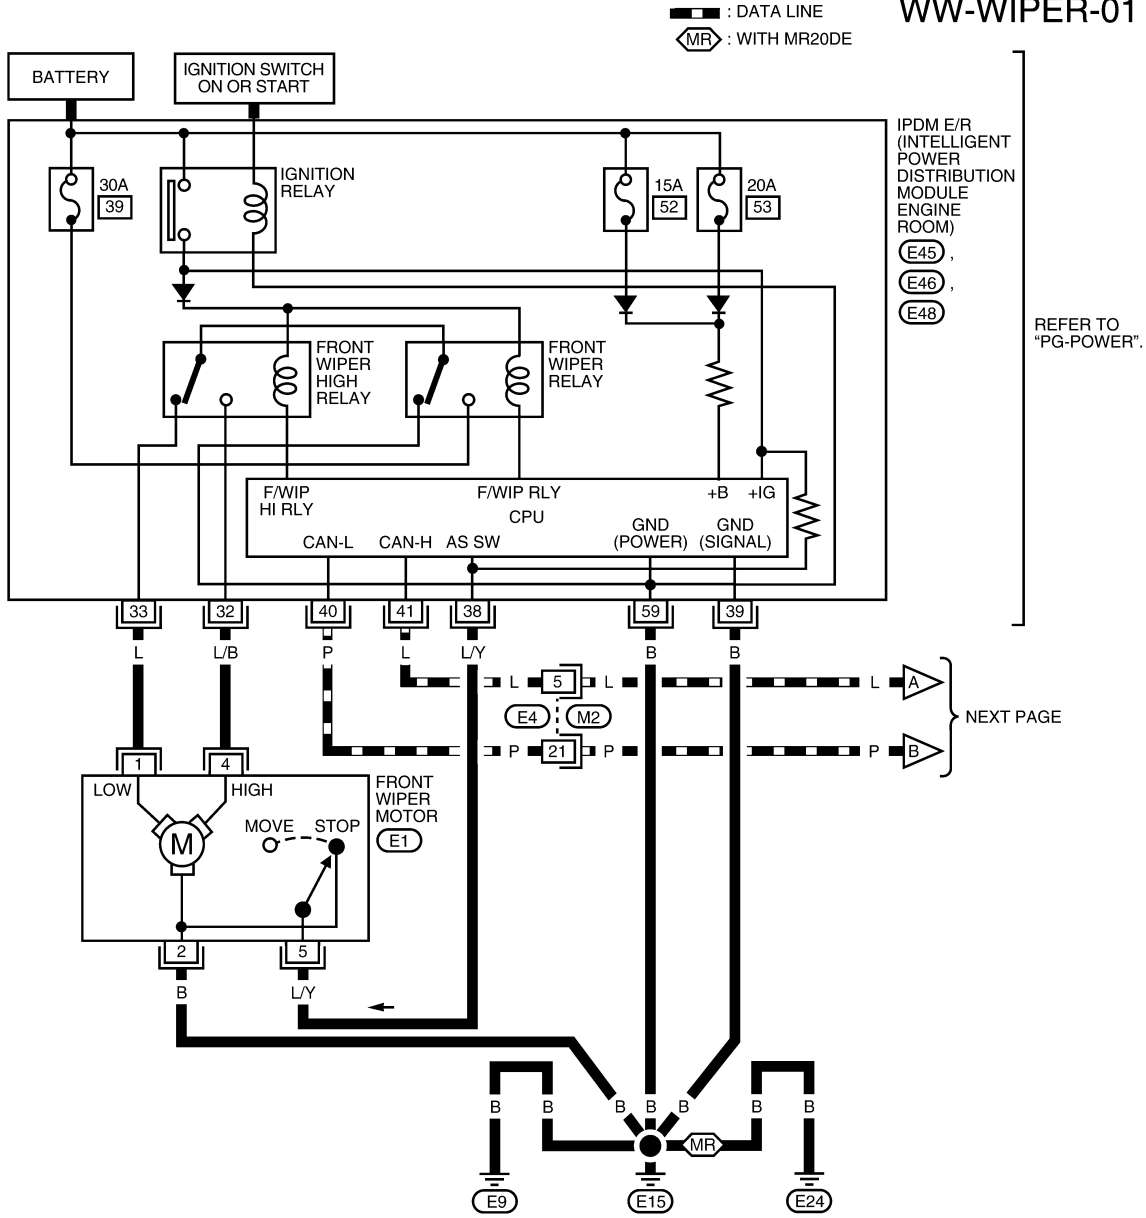 : DATA LINE
WW-WIPER-01
MR : WITH MR20DE
BATTERY
IGNITION SWITCH
ON OR START
IPDM E/R
(INTELLIGENT
POWER
DISTRIBUTION
MODULE
ENGINE
ROOM)
E45 ,
E46 ,
E48
IGNITION
RELAY
30A
39
15A
52
20A
53
REFER TO
“PG-POWER”.
FRONT
WIPER
HIGH
RELAY
FRONT
WIPER
RELAY
F/WIP
HI RLY
F/WIP RLY
+B
+IG
CPU
CAN-L
CAN-H
AS SW
GND
(POWER)
GND
(SIGNAL)
33
32
40
41
38
59
39
L
L/B
P
L
L/Y
B
B
L
5
L
L
A
E4
M2
NEXT PAGE
P
21
P
P
B
1
4
LOW
HIGH
FRONT
WIPER
MOTOR
E1
MOVE
STOP
M
2
5
B
L/Y
B
B
B
B
B
B
B
MR
E9
E15
E24